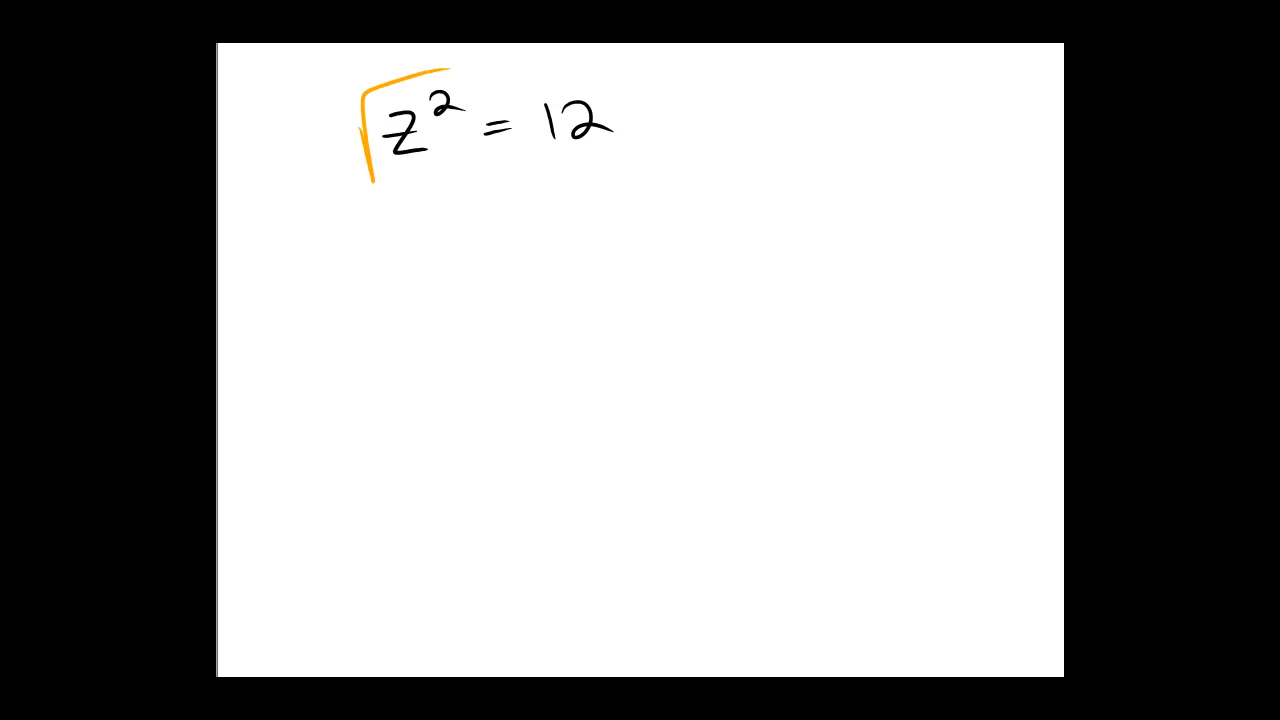 √z² = 12